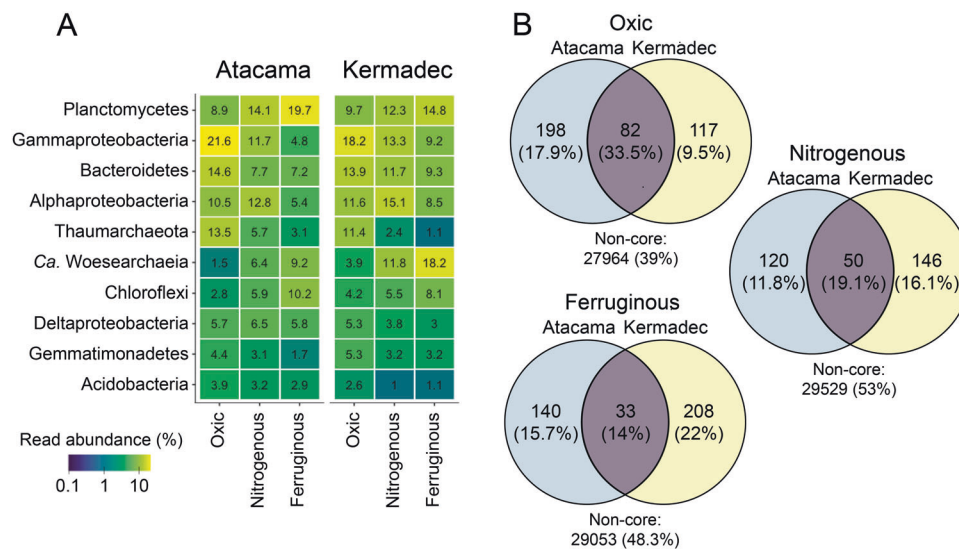 A
Atacama Kermadec
Planctomycetes 8.9 14.1 19.7 9.7 12.3 14.8
Gammaproteobacteria 21.6 11.7 4.8 18.2 13.3 9.2
Bacteroidetes 14.6 7.7 7.2 13.9 11.7 9.3
Alphaproteobacteria 10.5 12.8 5.4 11.6 15.1 8.5
Thaumarchaeota 13.5 5.7 3.1 11.4 2.4 1.1
Ca. Woesearchaeia 1.5 6.4 9.2 3.9 11.8 18.2
Chloroflexi 2.8 5.9 10.2 4.2 5.5 8.1
Deltaproteobacteria 5.7 6.5 5.8 5.3 3.8 3
Gemmatimonadetes 4.4 3.1 1.7 5.3 3.2 3.2
Acidobacteria 3.9 3.2 2.9 2.6 1 1.1
Oxic Nitrogenous Ferruginous Oxic Nitrogenous Ferruginous
Read abundance (%)
0.1 1 10
B
Oxic
Atacama Kermadec
198 82 117
(17.9%) (33.5%) (9.5%)
Non-core:
27964 (39%)
Nitrogenous
Atacama Kermadec
120 50 146
(11.8%) (19.1%) (16.1%)
Non-core:
29529 (53%)
Ferruginous
Atacama Kermadec
140 33 208
(15.7%) (14%) (22%)
Non-core:
29053 (48.3%)